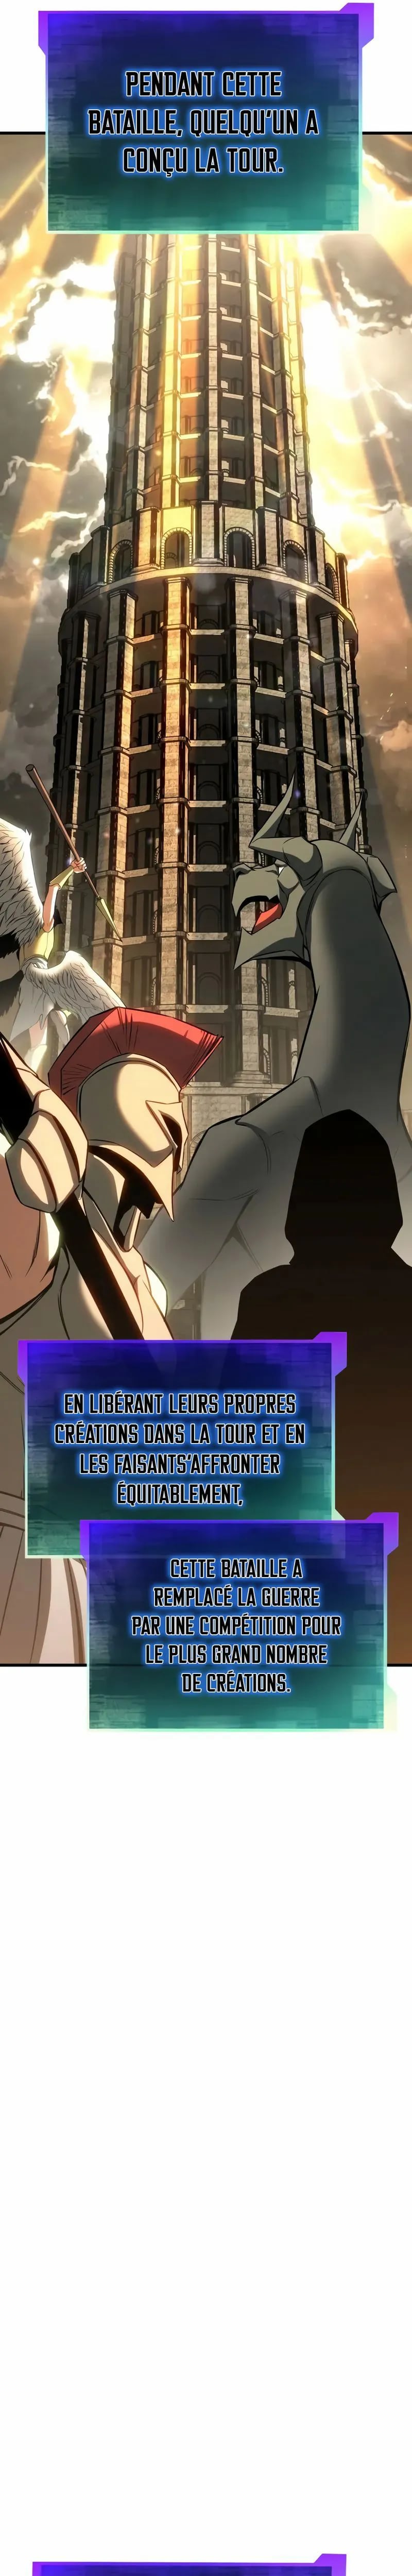 PENDANT CETTE
BATAILLE, QUELQU'UN A
CONÇU LA TOUR.
EN LIBÉRANT LEURS PROPRES
CRÉATIONS DANS LA TOUR ET EN
LES FAISANTS'AFFRONTER
ÉQUITABLEMENT,
CETTE BATAILLE A
REMPLACÉ LA GUERRE
PAR UNE COMPÉTITION POUR
LE PLUS GRAND NOMBRE
DE CRÉATIONS.